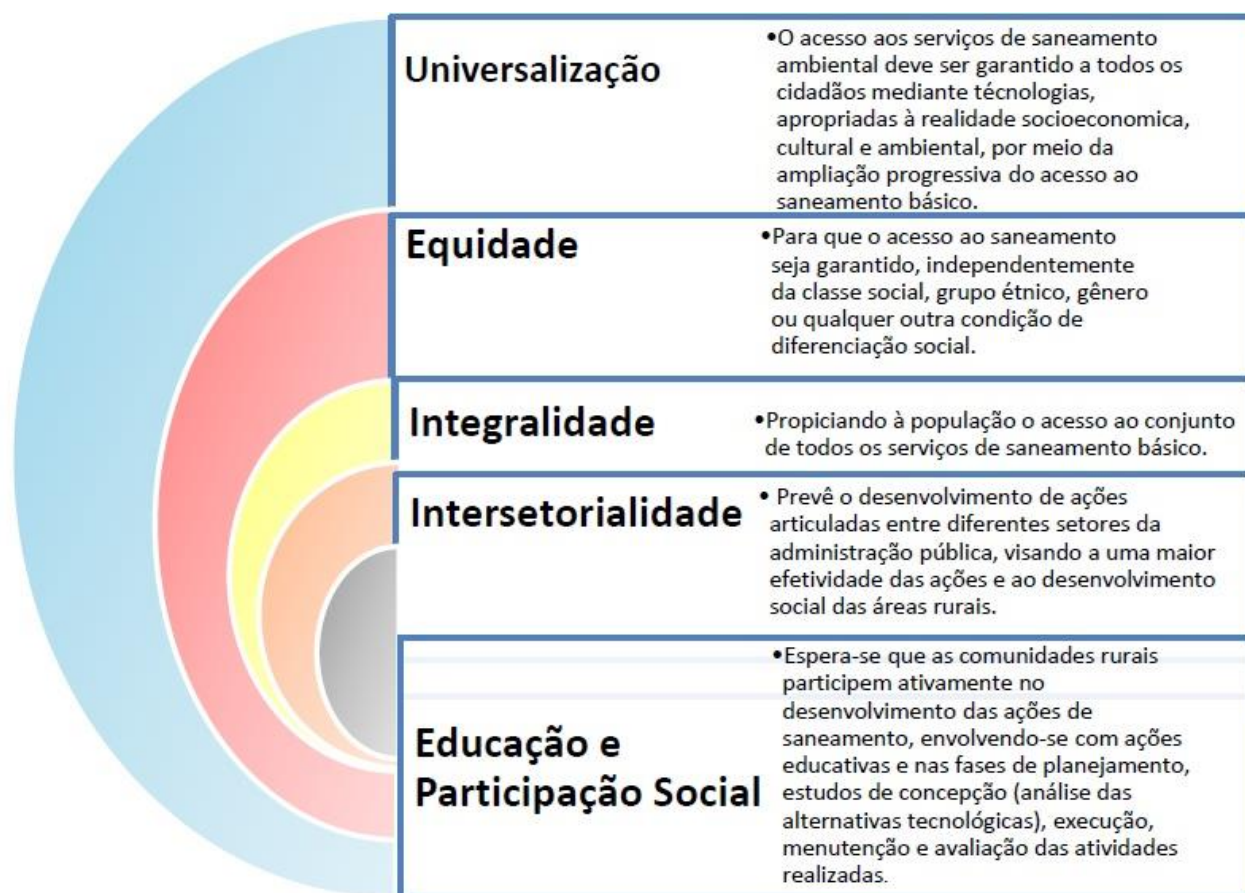 Universalização
•O acesso aos serviços de saneamento
ambiental deve ser garantido a todos os
cidadãos mediante técnologias,
apropriadas à realidade socioeconomica,
cultural e ambiental, por meio da
ampliação progressiva do acesso ao
saneamento básico.
Equidade
•Para que o acesso ao saneamento
seja garantido, independentemente
da classe social, grupo étnico, gênero
ou qualquer outra condição de
diferenciação social.
Integralidade
•Propiciando à população o acesso ao conjunto
de todos os serviços de saneamento básico.
Intersetorialidade
• Prevê o desenvolvimento de ações
articuladas entre diferentes setores da
administração pública, visando a uma maior
efetividade das ações e ao desenvolvimento
social das áreas rurais.
Educação e
Participação Social
•Espera-se que as comunidades rurais
participem ativamente no
desenvolvimento das ações de
saneamento, envolvendo-se com ações
educativas e nas fases de planejamento,
estudos de concepção (análise das
alternativas tecnológicas), execução,
menutenção e avaliação das atividades
realizadas.